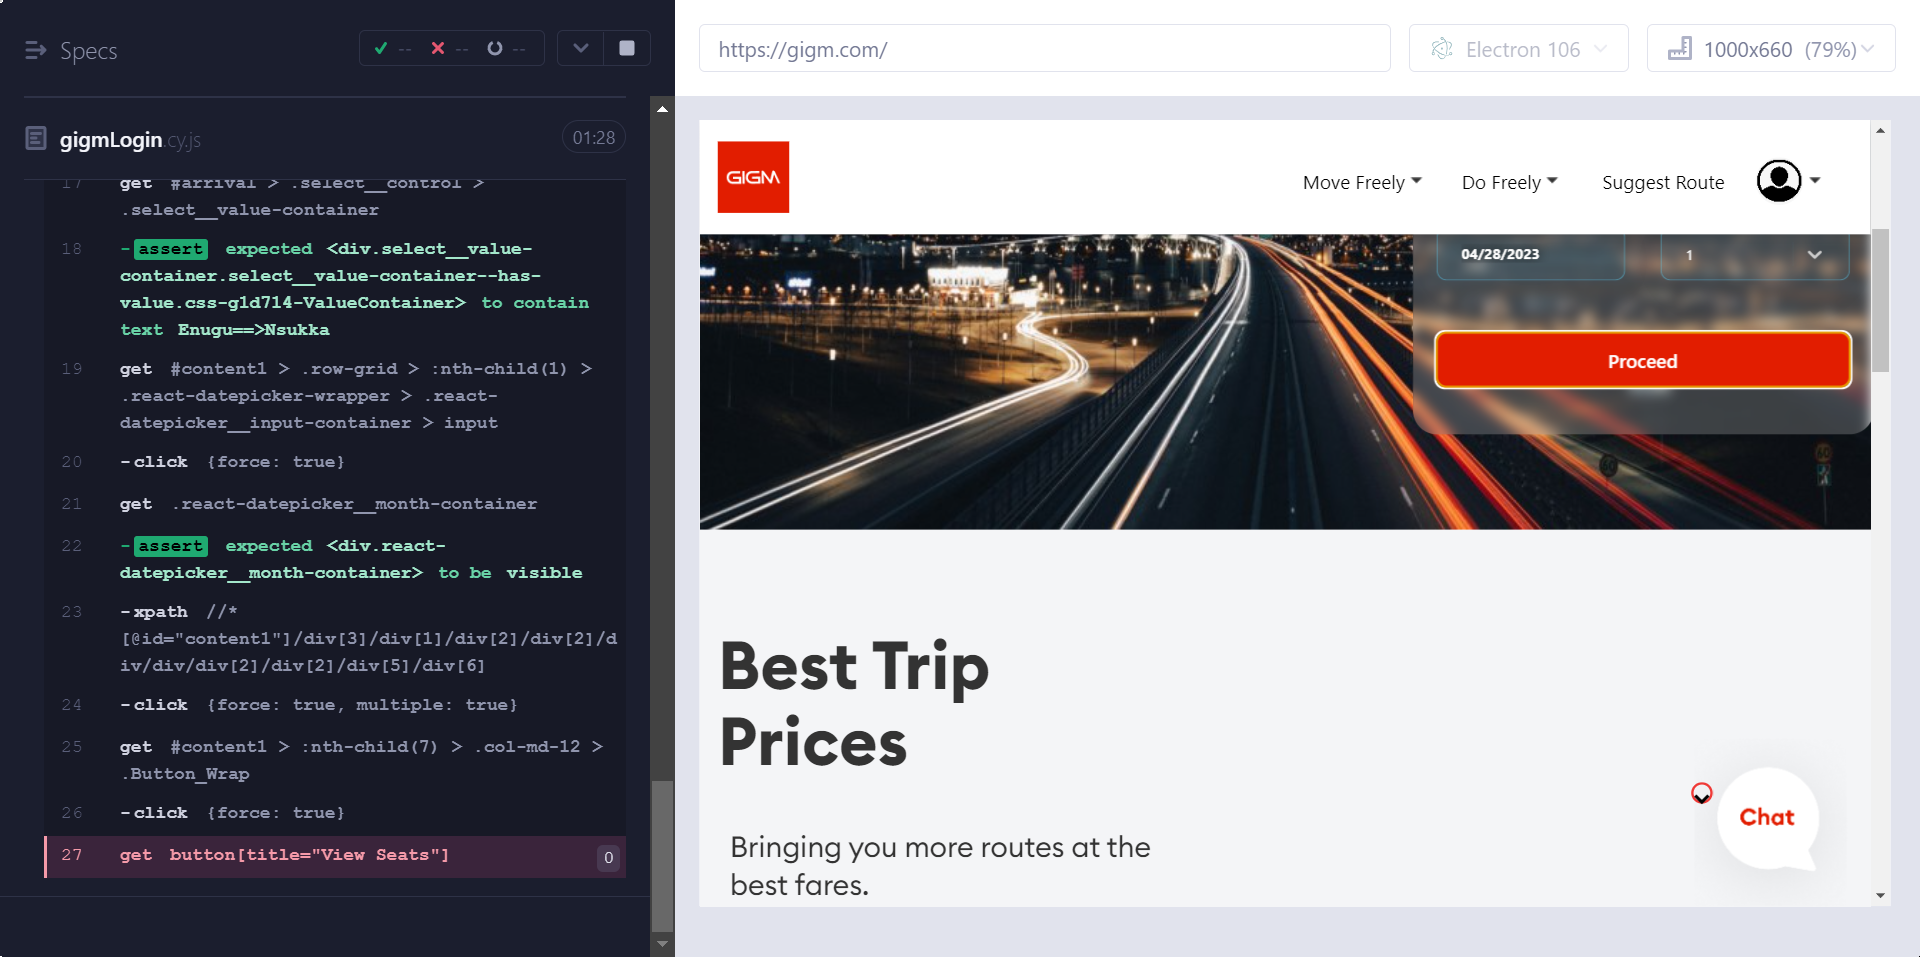 Specs
-- -- --
gigmLogin.cy.js
01:28
17 get #arrival > .select__control >
.select__value-container
18 -assert expected <div.select__value-
container.select__value-container--has-
value.css-g1d714-ValueContainer> to contain
text Enugu==>Nsukka
19 get #content1 > .row-grid > :nth-child(1) >
.react-datepicker-wrapper > .react-
datepicker__input-container > input
20 -click {force: true}
21 get .react-datepicker__month-container
22 -assert expected <div.react-
datepicker__month-container> to be visible
23 -xpath //*
[@id="content1"]/div[3]/div[1]/div[2]/div[2]/d
iv/div/div[2]/div[2]/div[5]/div[6]
24 -click {force: true, multiple: true}
25 get #content1 > :nth-child(7) > .col-md-12 >
.Button_Wrap
26 -click {force: true}
27 get button[title="View Seats"]
0
https://gigm.com/
Electron 106
1000x660 (79%)
GIGM
Move Freely
Do Freely
Suggest Route
04/28/2023
1
Proceed
Best Trip
Prices
Bringing you more routes at the
best fares.
Chat